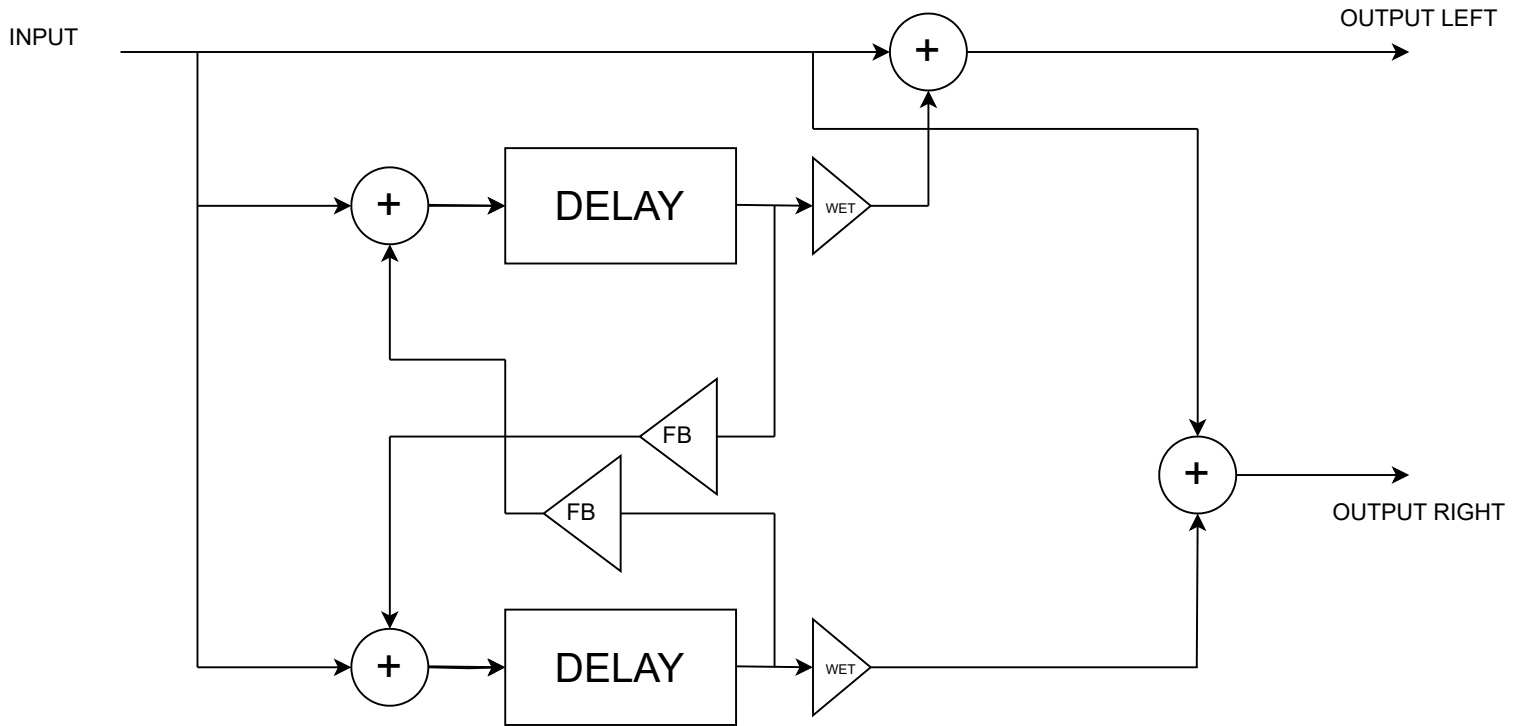 INPUT
OUTPUT LEFT
+
+
DELAY
WET
FB
FB
+
OUTPUT RIGHT
+
DELAY
WET